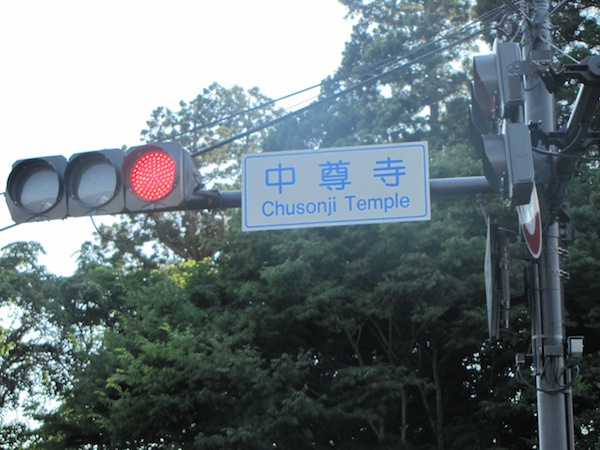 中尊寺
Chusonji Temple